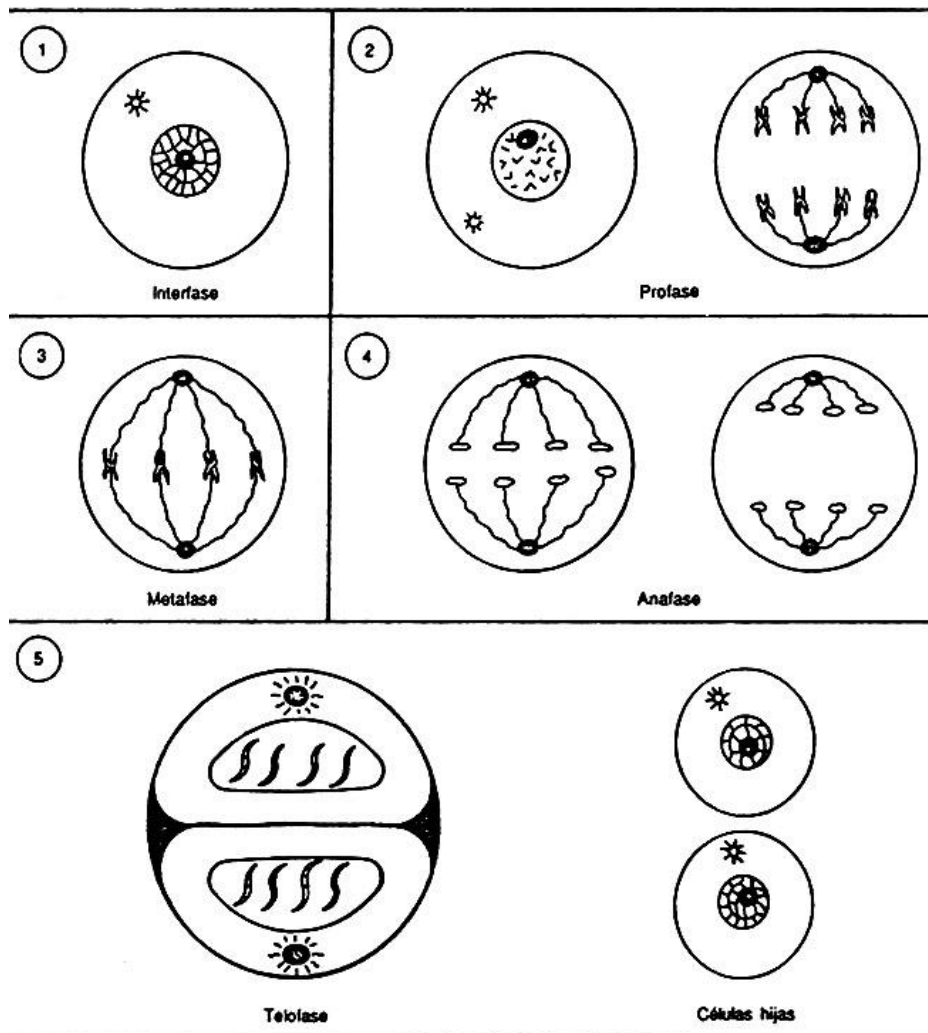 1
Interfase
2
Profase
3
Metafase
4
Anafase
5
Telofase
Células hijas